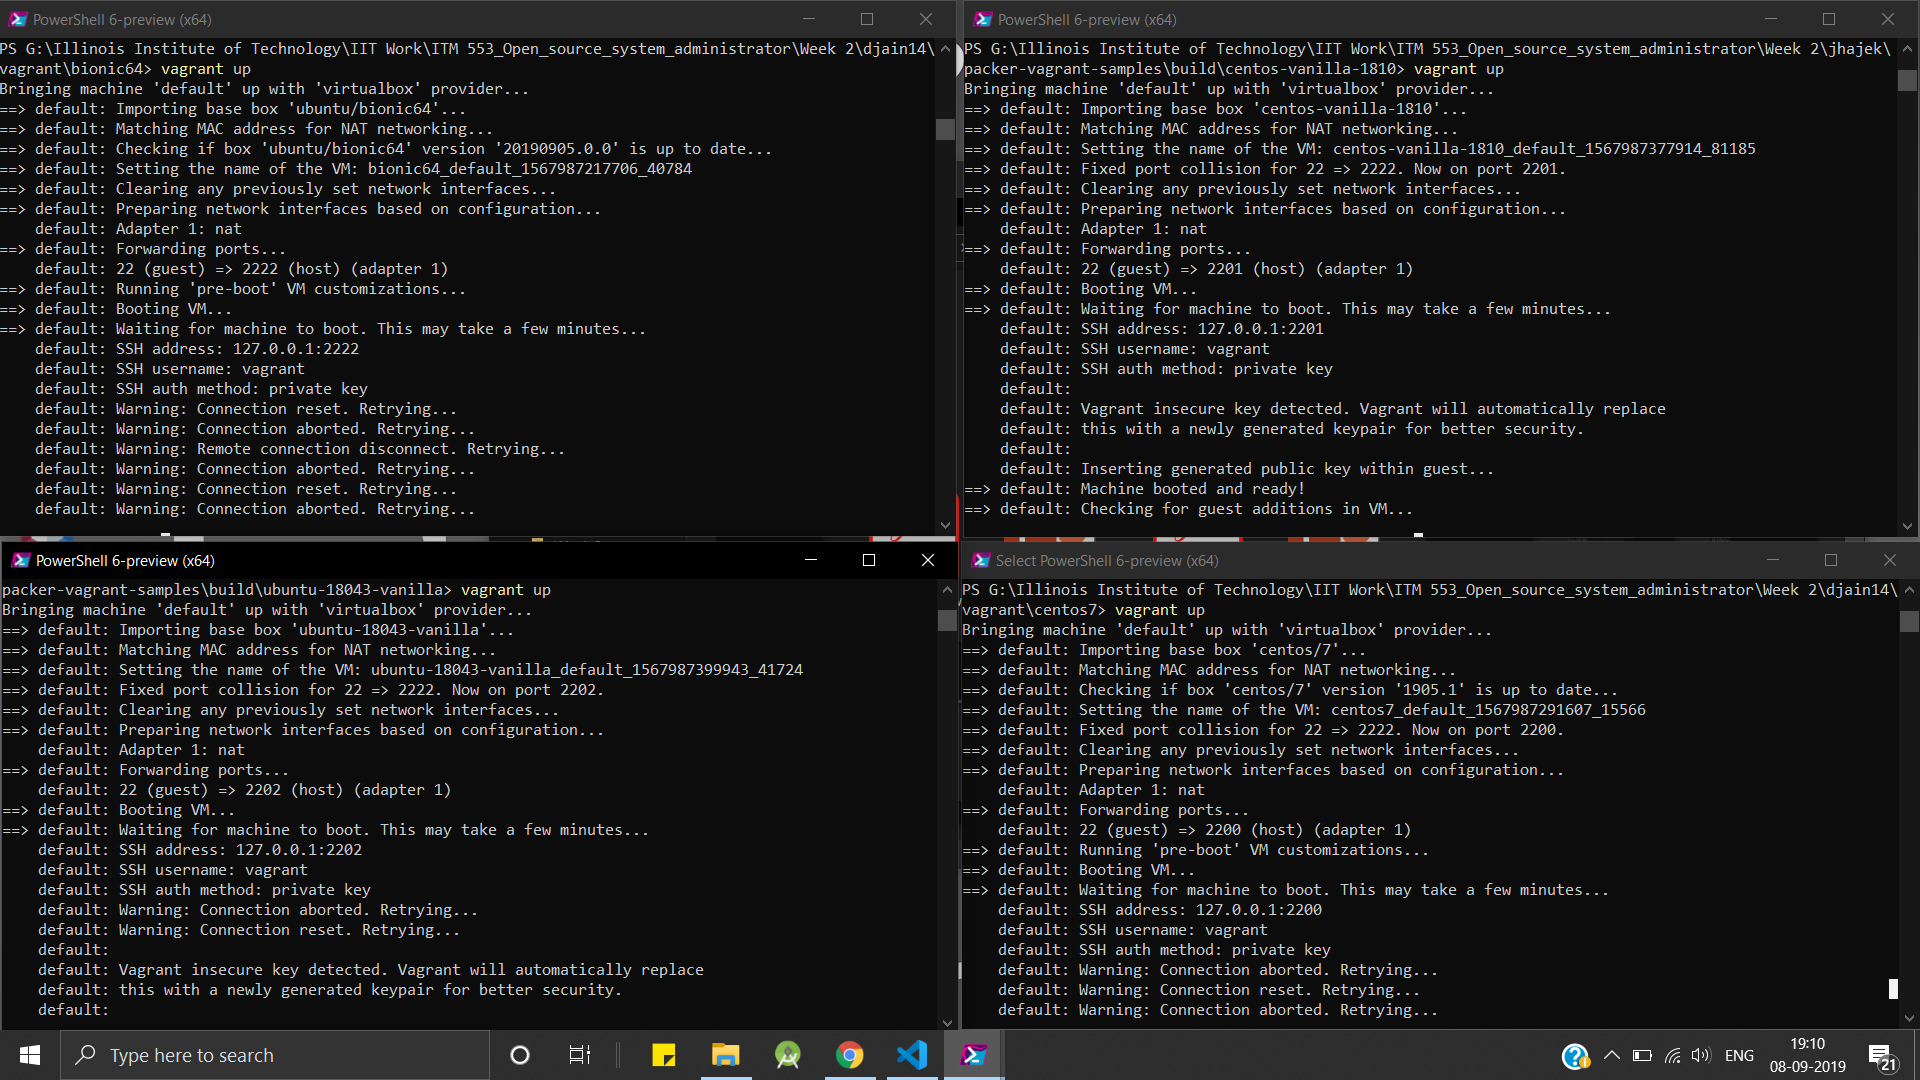 PowerShell 6-preview (x64)
PS G:\Illinois Institute of Technology\IIT Work\ITM 553_Open_source_system_administrator\Week 2\djain14\
vagrant\bionic64> vagrant up
Bringing machine 'default' up with 'virtualbox' provider...
==> default: Importing base box 'ubuntu/bionic64'...
==> default: Matching MAC address for NAT networking...
==> default: Checking if box 'ubuntu/bionic64' version '20190905.0.0' is up to date...
==> default: Setting the name of the VM: bionic64_default_1567987217706_40784
==> default: Clearing any previously set network interfaces...
==> default: Preparing network interfaces based on configuration...
default: Adapter 1: nat
==> default: Forwarding ports...
default: 22 (guest) => 2222 (host) (adapter 1)
==> default: Running 'pre-boot' VM customizations...
==> default: Booting VM...
==> default: Waiting for machine to boot. This may take a few minutes...
default: SSH address: 127.0.0.1:2222
default: SSH username: vagrant
default: SSH auth method: private key
default: Warning: Connection reset. Retrying...
default: Warning: Connection aborted. Retrying...
default: Warning: Remote connection disconnect. Retrying...
default: Warning: Connection aborted. Retrying...
default: Warning: Connection reset. Retrying...
default: Warning: Connection aborted. Retrying...
PowerShell 6-preview (x64)
PS G:\Illinois Institute of Technology\IIT Work\ITM 553_Open_source_system_administrator\Week 2\jhajek\
packer-vagrant-samples\build\centos-vanilla-1810> vagrant up
Bringing machine 'default' up with 'virtualbox' provider...
==> default: Importing base box 'centos-vanilla-1810'...
==> default: Matching MAC address for NAT networking...
==> default: Setting the name of the VM: centos-vanilla-1810_default_1567987377914_81185
==> default: Fixed port collision for 22 => 2222. Now on port 2201.
==> default: Clearing any previously set network interfaces...
==> default: Preparing network interfaces based on configuration...
default: Adapter 1: nat
==> default: Forwarding ports...
default: 22 (guest) => 2201 (host) (adapter 1)
==> default: Booting VM...
==> default: Waiting for machine to boot. This may take a few minutes...
default: SSH address: 127.0.0.1:2201
default: SSH username: vagrant
default: SSH auth method: private key
default:
default: Vagrant insecure key detected. Vagrant will automatically replace
default: this with a newly generated keypair for better security.
default:
default: Inserting generated public key within guest...
==> default: Machine booted and ready!
==> default: Checking for guest additions in VM...
PowerShell 6-preview (x64)
packer-vagrant-samples\build\ubuntu-18043-vanilla> vagrant up
Bringing machine 'default' up with 'virtualbox' provider...
==> default: Importing base box 'ubuntu-18043-vanilla'...
==> default: Matching MAC address for NAT networking...
==> default: Setting the name of the VM: ubuntu-18043-vanilla_default_1567987399943_41724
==> default: Fixed port collision for 22 => 2222. Now on port 2202.
==> default: Clearing any previously set network interfaces...
==> default: Preparing network interfaces based on configuration...
default: Adapter 1: nat
==> default: Forwarding ports...
default: 22 (guest) => 2202 (host) (adapter 1)
==> default: Booting VM...
==> default: Waiting for machine to boot. This may take a few minutes...
default: SSH address: 127.0.0.1:2202
default: SSH username: vagrant
default: SSH auth method: private key
default: Warning: Connection aborted. Retrying...
default: Warning: Connection reset. Retrying...
default:
default: Vagrant insecure key detected. Vagrant will automatically replace
default: this with a newly generated keypair for better security.
default:
Select PowerShell 6-preview (x64)
PS G:\Illinois Institute of Technology\IIT Work\ITM 553_Open_source_system_administrator\Week 2\djain14\
vagrant\centos7> vagrant up
Bringing machine 'default' up with 'virtualbox' provider...
==> default: Importing base box 'centos/7'...
==> default: Matching MAC address for NAT networking...
==> default: Checking if box 'centos/7' version '1905.1' is up to date...
==> default: Setting the name of the VM: centos7_default_1567987291607_15566
==> default: Fixed port collision for 22 => 2222. Now on port 2200.
==> default: Clearing any previously set network interfaces...
==> default: Preparing network interfaces based on configuration...
default: Adapter 1: nat
==> default: Forwarding ports...
default: 22 (guest) => 2200 (host) (adapter 1)
==> default: Running 'pre-boot' VM customizations...
==> default: Booting VM...
==> default: Waiting for machine to boot. This may take a few minutes...
default: SSH address: 127.0.0.1:2200
default: SSH username: vagrant
default: SSH auth method: private key
default: Warning: Connection aborted. Retrying...
default: Warning: Connection reset. Retrying...
default: Warning: Connection aborted. Retrying...
Type here to search
ENG
19:10
08-09-2019
21